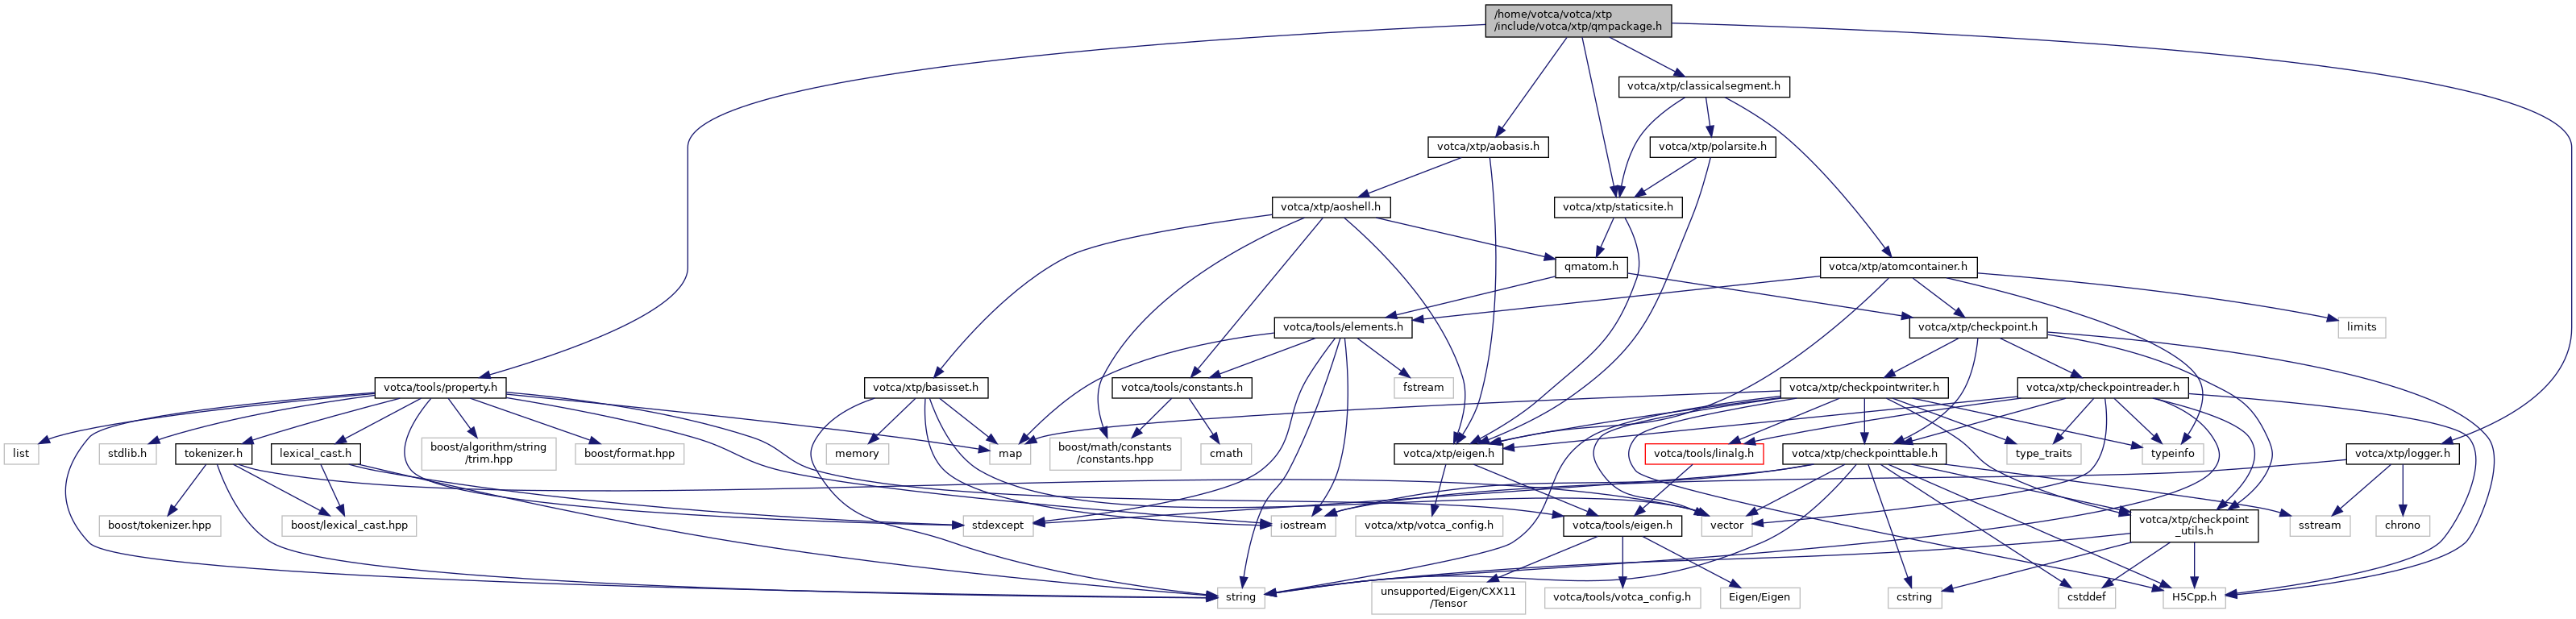 /home/votca/votca/xtp
/include/votca/xtp/qmpackage.h
votca/xtp/classicalsegment.h
votca/xtp/aobasis.h
votca/xtp/polarsite.h
votca/xtp/aoshell.h
votca/xtp/staticsite.h
qmatom.h
votca/xtp/atomcontainer.h
votca/tools/elements.h
votca/xtp/checkpoint.h
limits
votca/tools/property.h
votca/xtp/basisset.h
votca/tools/constants.h
fstream
votca/xtp/checkpointwriter.h
votca/xtp/checkpointreader.h
list
stdlib.h
tokenizer.h
lexical_cast.h
boost/algorithm/string
/trim.hpp
boost/format.hpp
memory
map
boost/math/constants
/constants.hpp
cmath
votca/xtp/eigen.h
votca/tools/linalg.h
votca/xtp/checkpointtable.h
type_traits
typeinfo
votca/xtp/logger.h
boost/tokenizer.hpp
boost/lexical_cast.hpp
stdexcept
iostream
votca/xtp/votca_config.h
votca/tools/eigen.h
vector
votca/xtp/checkpoint
_utils.h
sstream
chrono
string
unsupported/Eigen/CXX11
/Tensor
votca/tools/votca_config.h
Eigen/Eigen
cstring
cstddef
H5Cpp.h